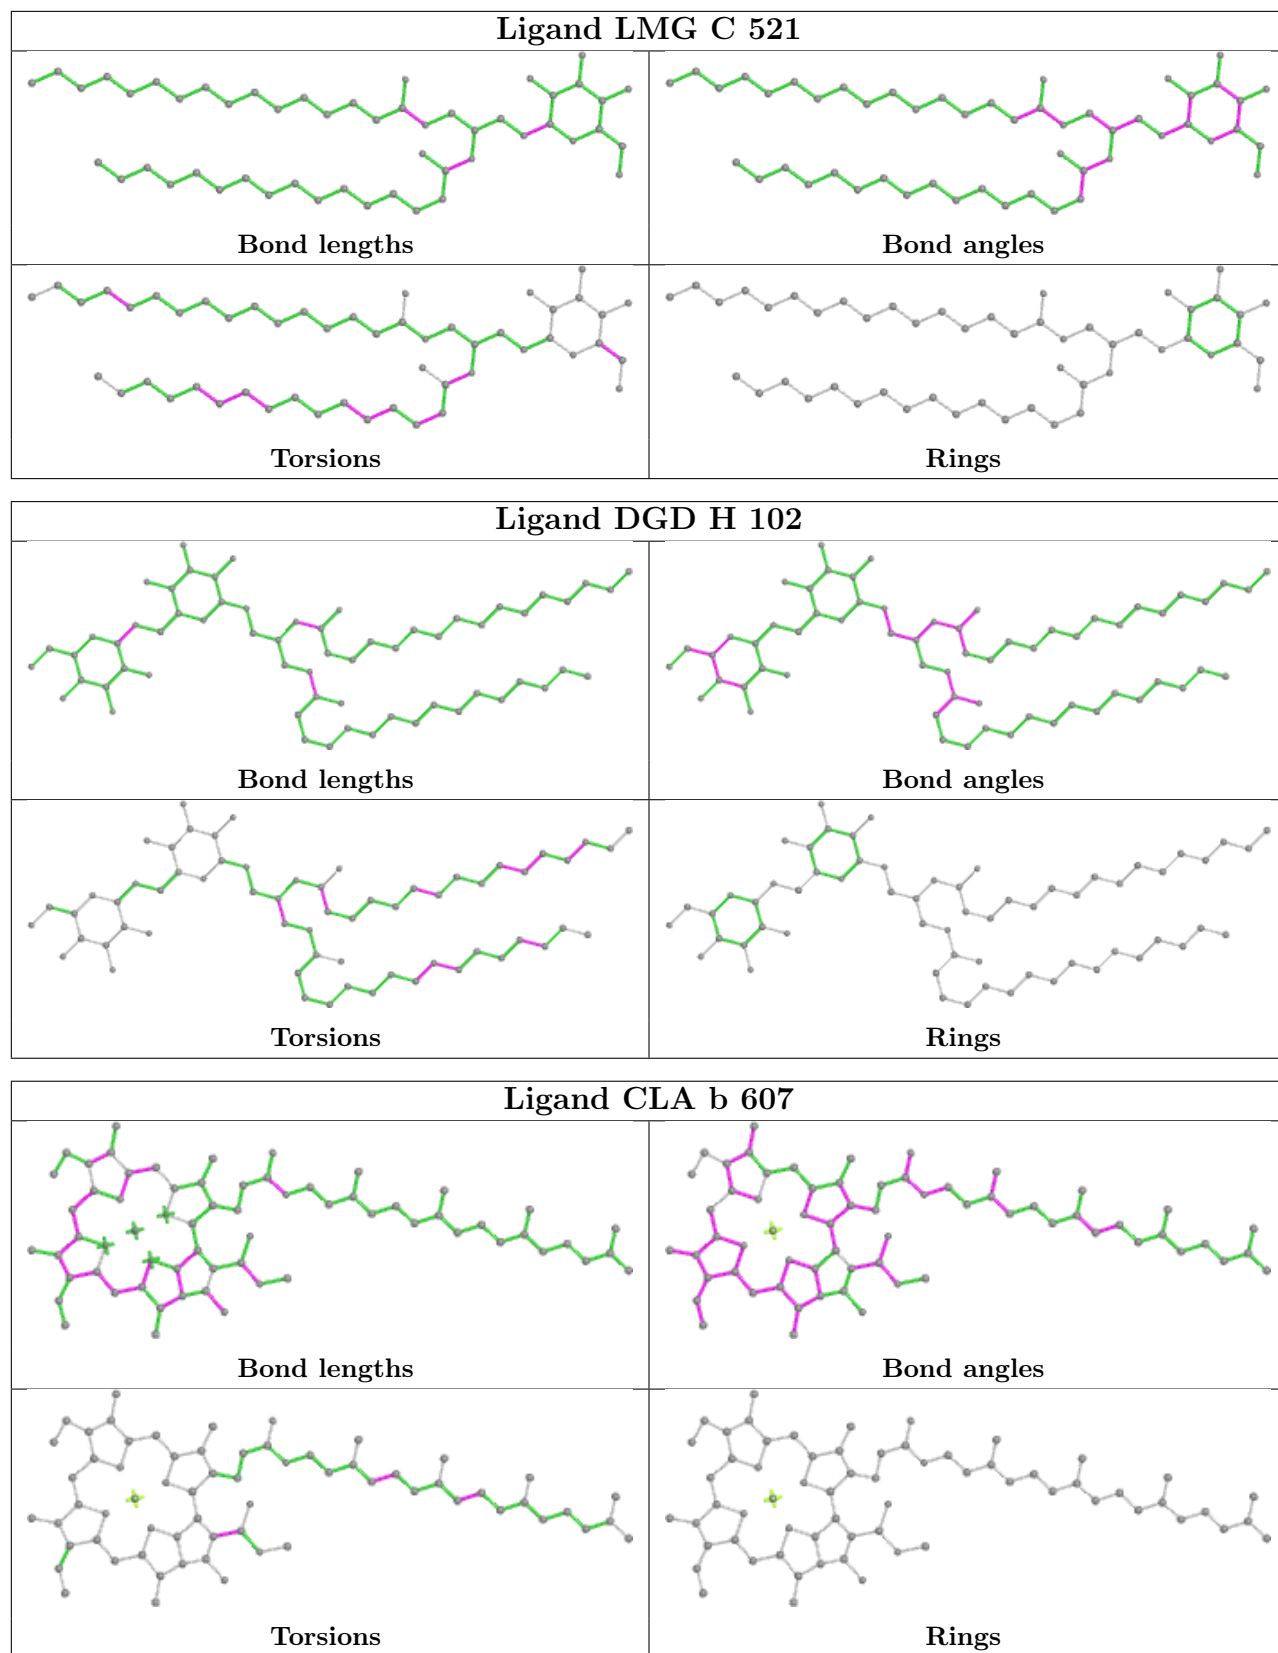 Ligand LMG C 521
Bond lengths
Bond angles
Torsions
Rings
Ligand DGD H 102
Bond lengths
Bond angles
Torsions
Rings
Ligand CLA b 607
Bond lengths
Bond angles
Torsions
Rings